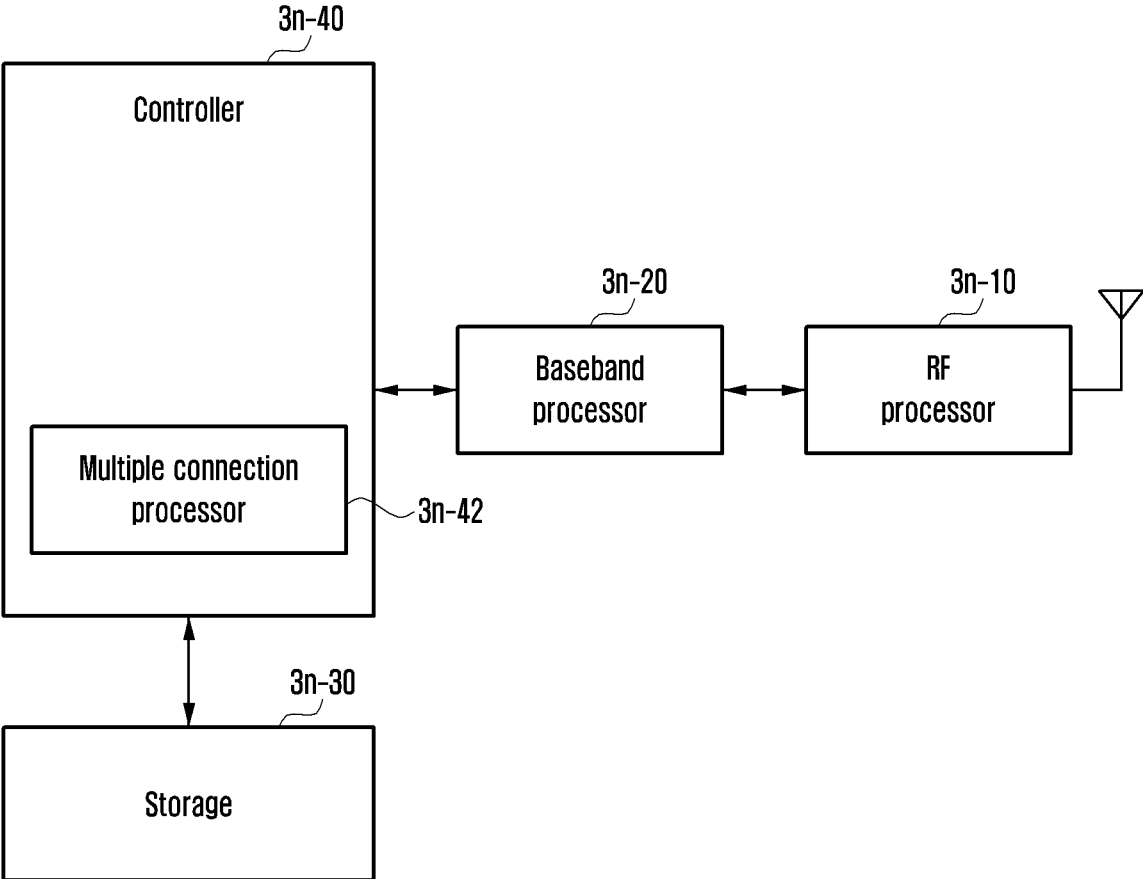 3n-40
Controller
3n-20
3n-10
Baseband
processor
RF
processor
Multiple connection
processor
3n-42
3n-30
Storage